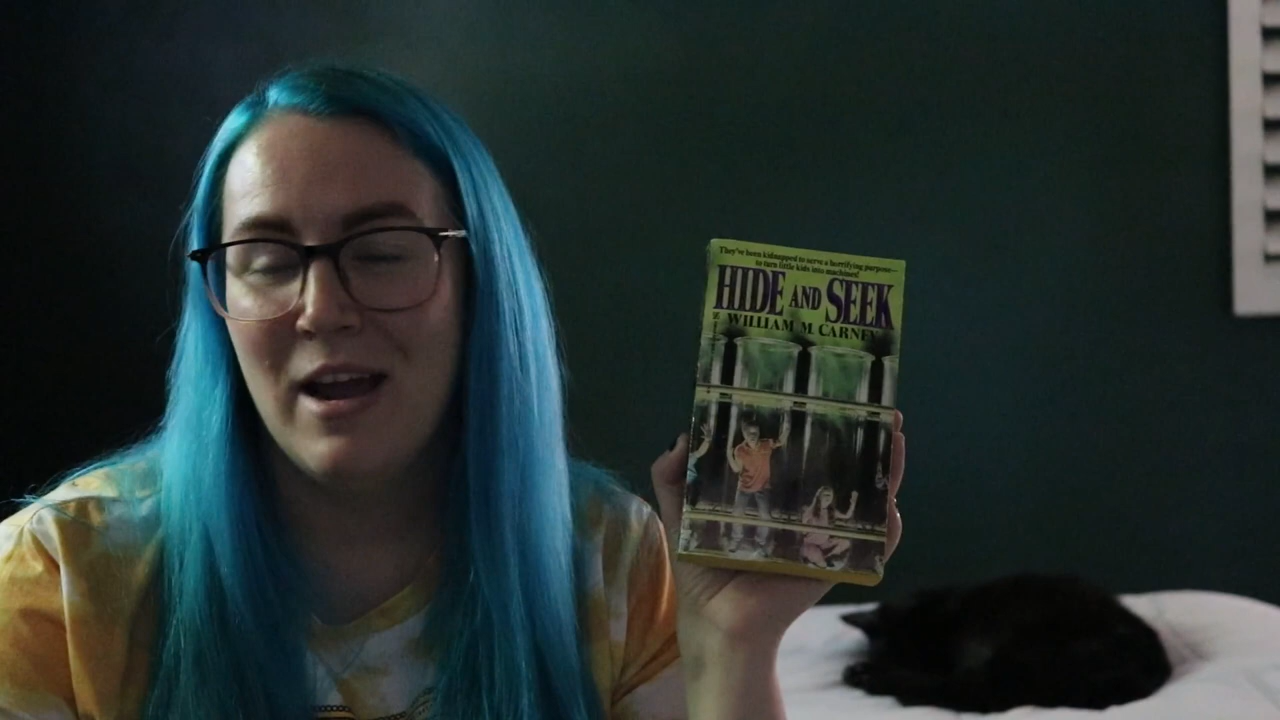 They've been kidnapped to serve a horrifying purpose—
to turn little kids into machines!
HIDE AND SEEK
WILLIAM M CARNEY